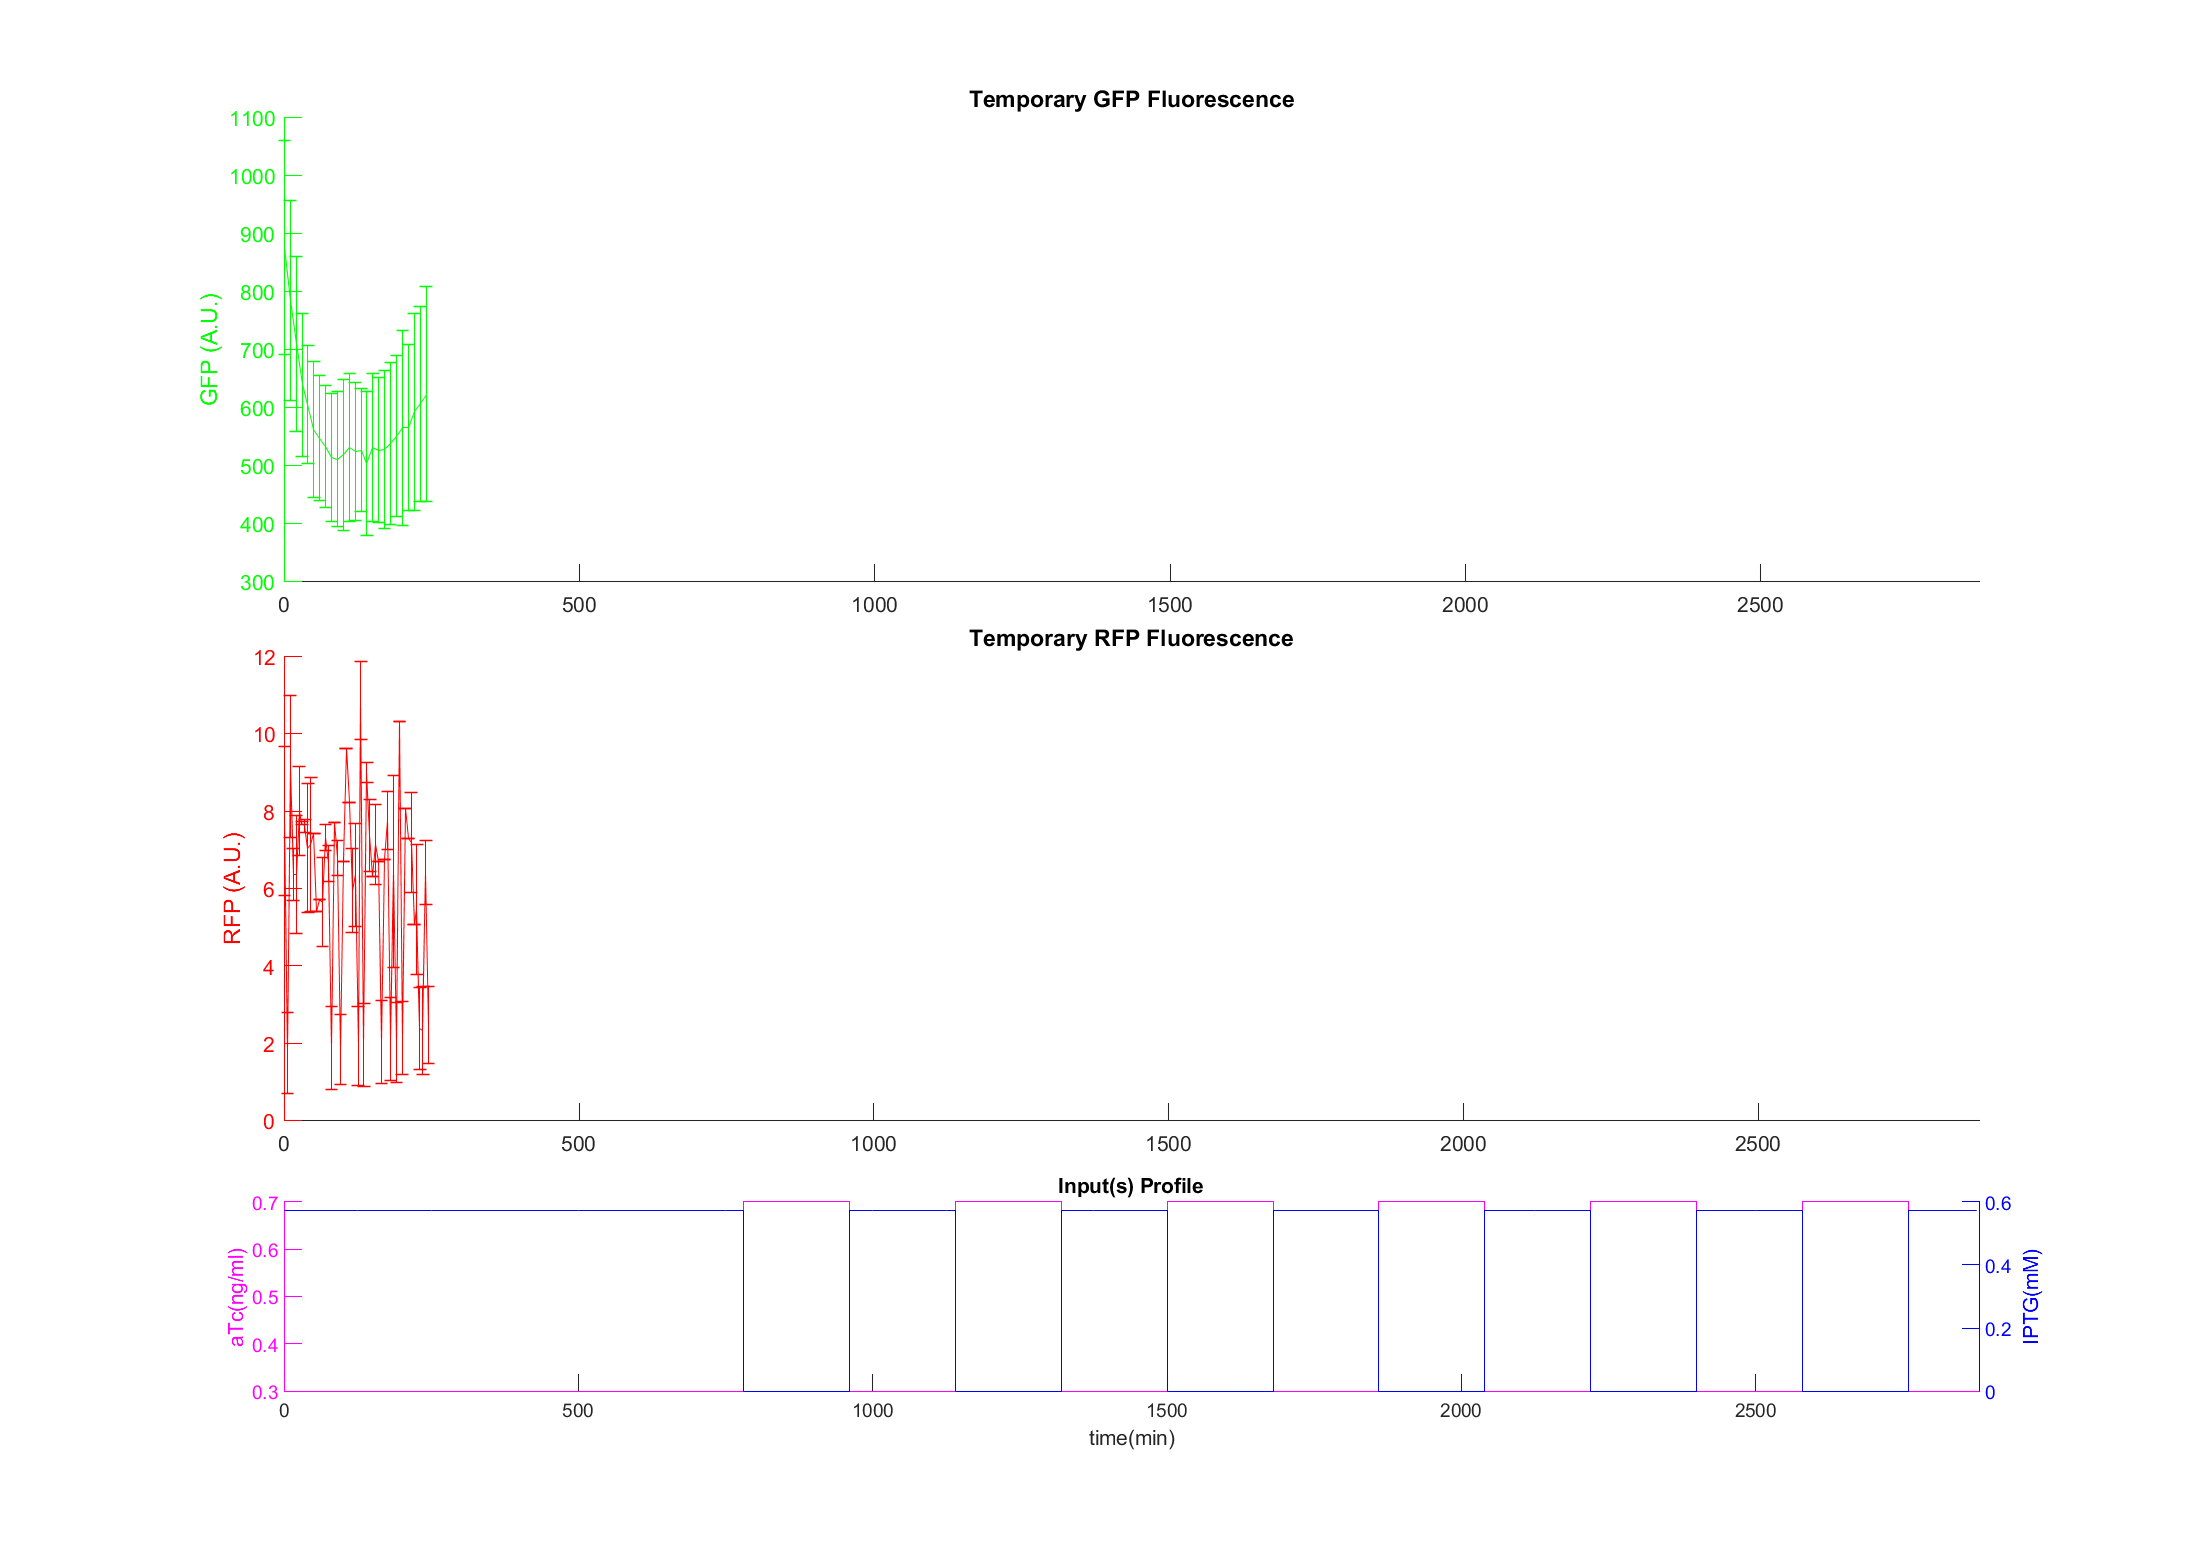 Temporary GFP Fluorescence
1100
1000
900
800
700
600
500
400
300
GFP (A.U.)
0 500 1000 1500 2000 2500
Temporary RFP Fluorescence
12
10
8
6
4
2
0
RFP (A.U.)
0 500 1000 1500 2000 2500
Input(s) Profile
0.7
0.6
0.5
0.4
0.3
aTc(ng/ml)
0.6
0.4
0.2
0
IPTG(mM)
0 500 1000 1500 2000 2500
time(min)